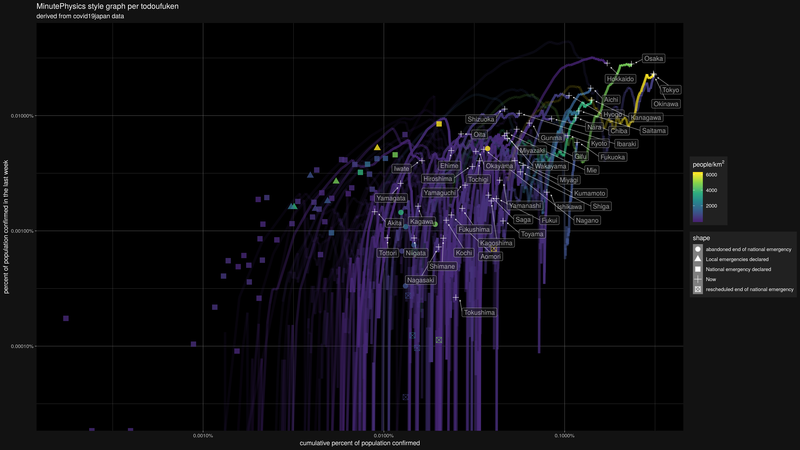 MinutePhysics style graph per todoufuken
derived from covid19japan data
percent of population confirmed in the last week
0.01000%
0.00100%
0.00010%
0.0010%
0.0100%
0.1000%
cumulative percent of population confirmed
Osaka
Hokkaido
Tokyo
Okinawa
Aichi
Hyogo
Kanagawa
Shizuoka
Nara
Chiba
Saitama
Oita
Gunma
Kyoto
Ibaraki
Miyazaki
Gifu
Fukuoka
Iwate
Ehime
Okayama
Wakayama
Mie
Hiroshima
Tochigi
Miyagi
Yamagata
Yamaguchi
Kumamoto
Yamanashi
Ishikawa
Shiga
Akita
Kagawa
Saga
Fukui
Nagano
Fukushima
Toyama
Tottori
Niigata
Kochi
Kagoshima
Aomori
Shimane
Nagasaki
Tokushima
people/km²
6000
4000
2000
shape
abandoned end of national emergency
Local emergencies declared
National emergency declared
Now
rescheduled end of national emergency